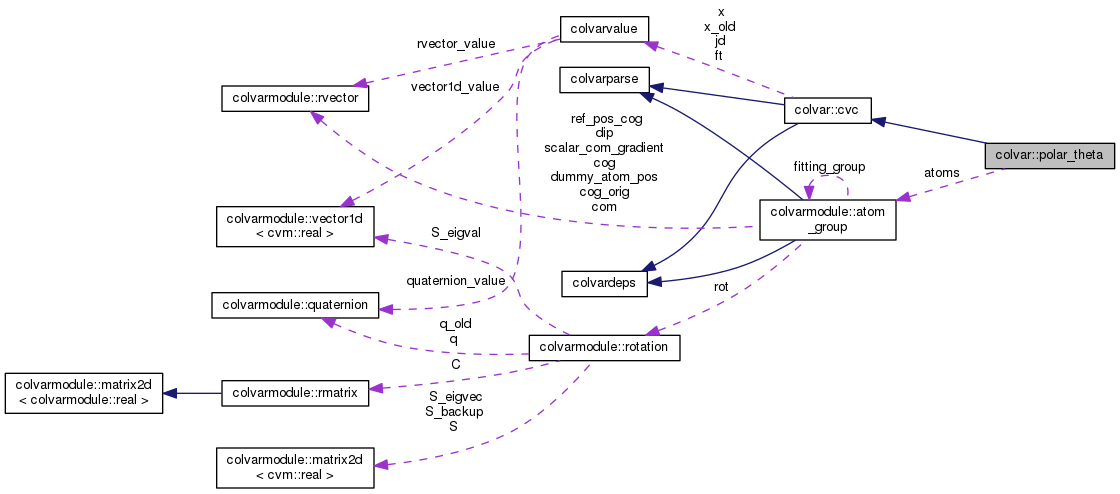 colvarvalue
x
x_old
jd
ft
rvector_value
colvarparse
vector1d_value
colvarmodule::rvector
colvar::cvc
ref_pos_cog
dip
scalar_com_gradient
cog
dummy_atom_pos
cog_orig
com
colvar::polar_theta
fitting_group
atoms
colvarmodule::vector1d
< cvm::real >
colvarmodule::atom
_group
S_eigval
quaternion_value
colvardeps
rot
colvarmodule::quaternion
q_old
q
colvarmodule::rotation
C
colvarmodule::matrix2d
< colvarmodule::real >
colvarmodule::rmatrix
S_eigvec
S_backup
S
colvarmodule::matrix2d
< cvm::real >